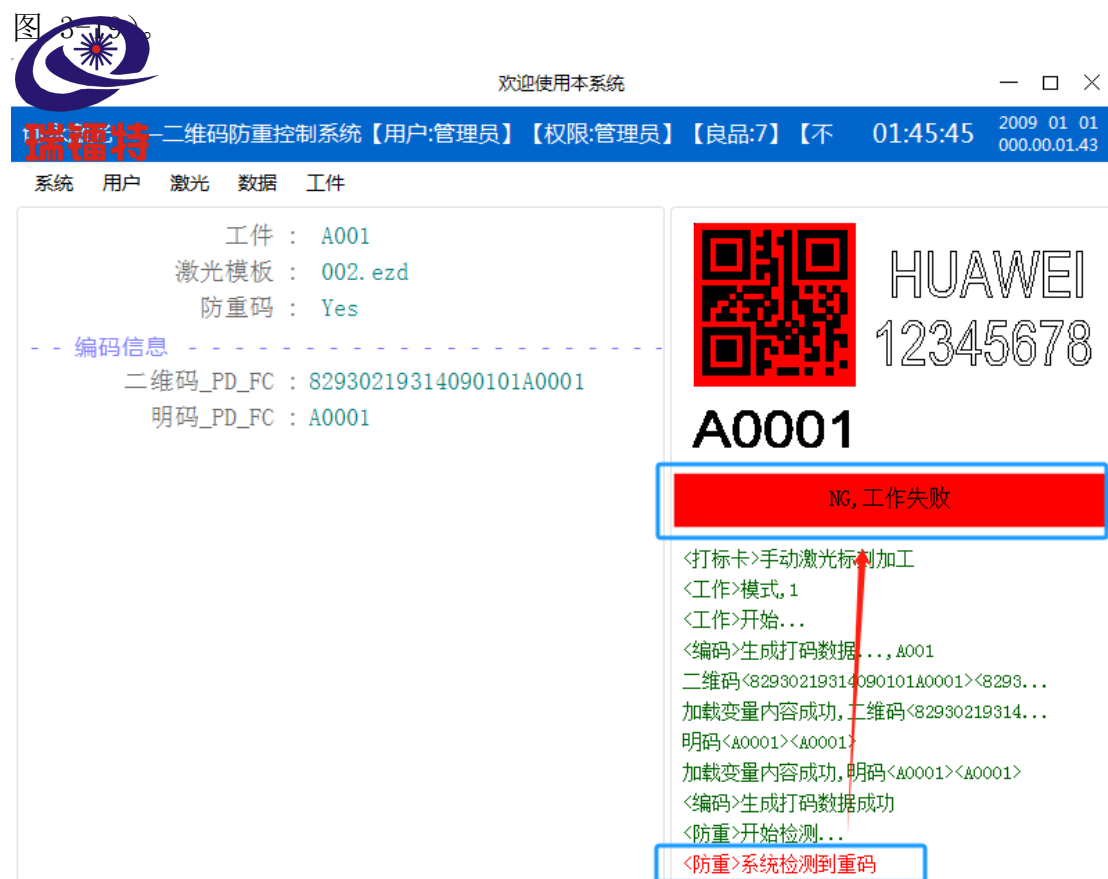 图 3-19)。
欢迎使用本系统
瑞镭特
二维码防重控制系统【用户:管理员】【权限:管理员】【良品:7】【不
01:45:45
2009 01 01
000.00.01.43
系统 用户 激光 数据 工件
工件 : A001
激光模板 : 002.ezd
防重码 : Yes
- - 编码信息 - - - - - - - - - - - - - - - - - - - - -
二维码_PD_FC : 82930219314090101A0001
明码_PD_FC : A0001
HUAWEI
12345678
A0001
NG,工作失败
<打标卡>手动激光标刻加工
<工作>模式,1
<工作>开始...
<编码>生成打码数据...,A001
二维码<82930219314090101A0001><8293...
加载变量内容成功,二维码<82930219314...
明码<A0001><A0001>
加载变量内容成功,明码<A0001><A0001>
<编码>生成打码数据成功
<防重>开始检测...
<防重>系统检测到重码